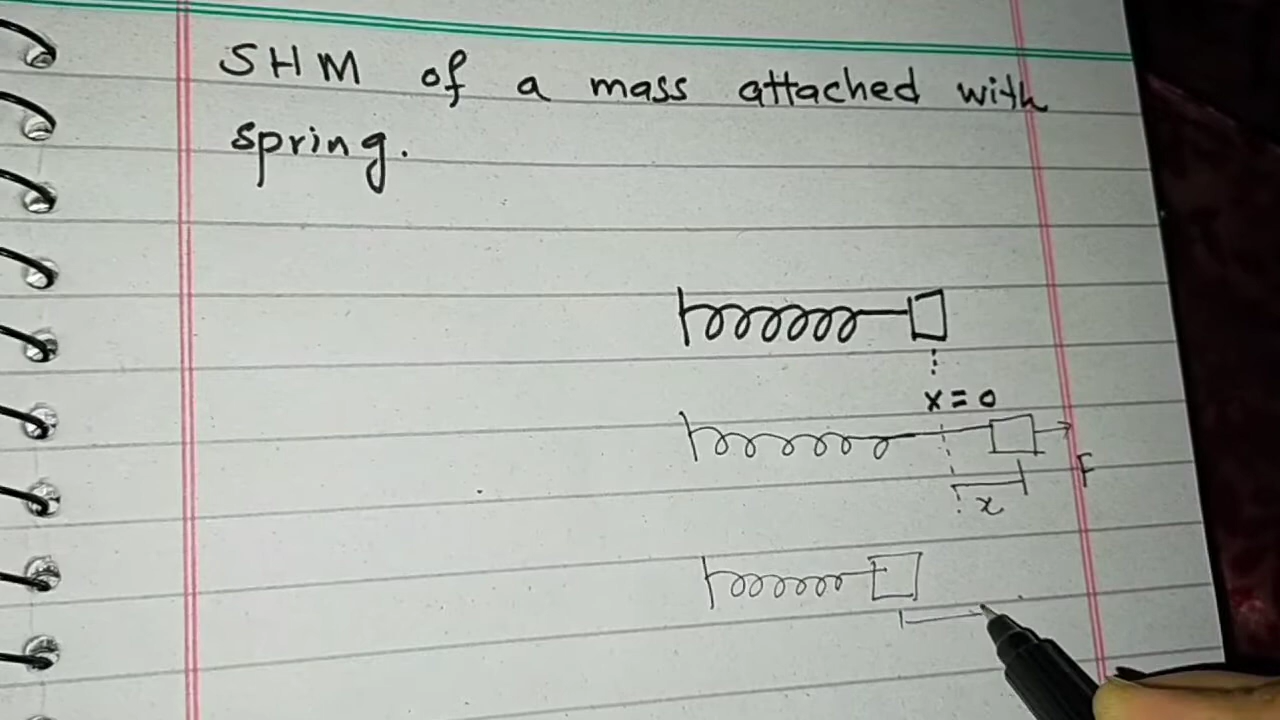 SHM of a mass attached with
spring.
x = 0
F
x